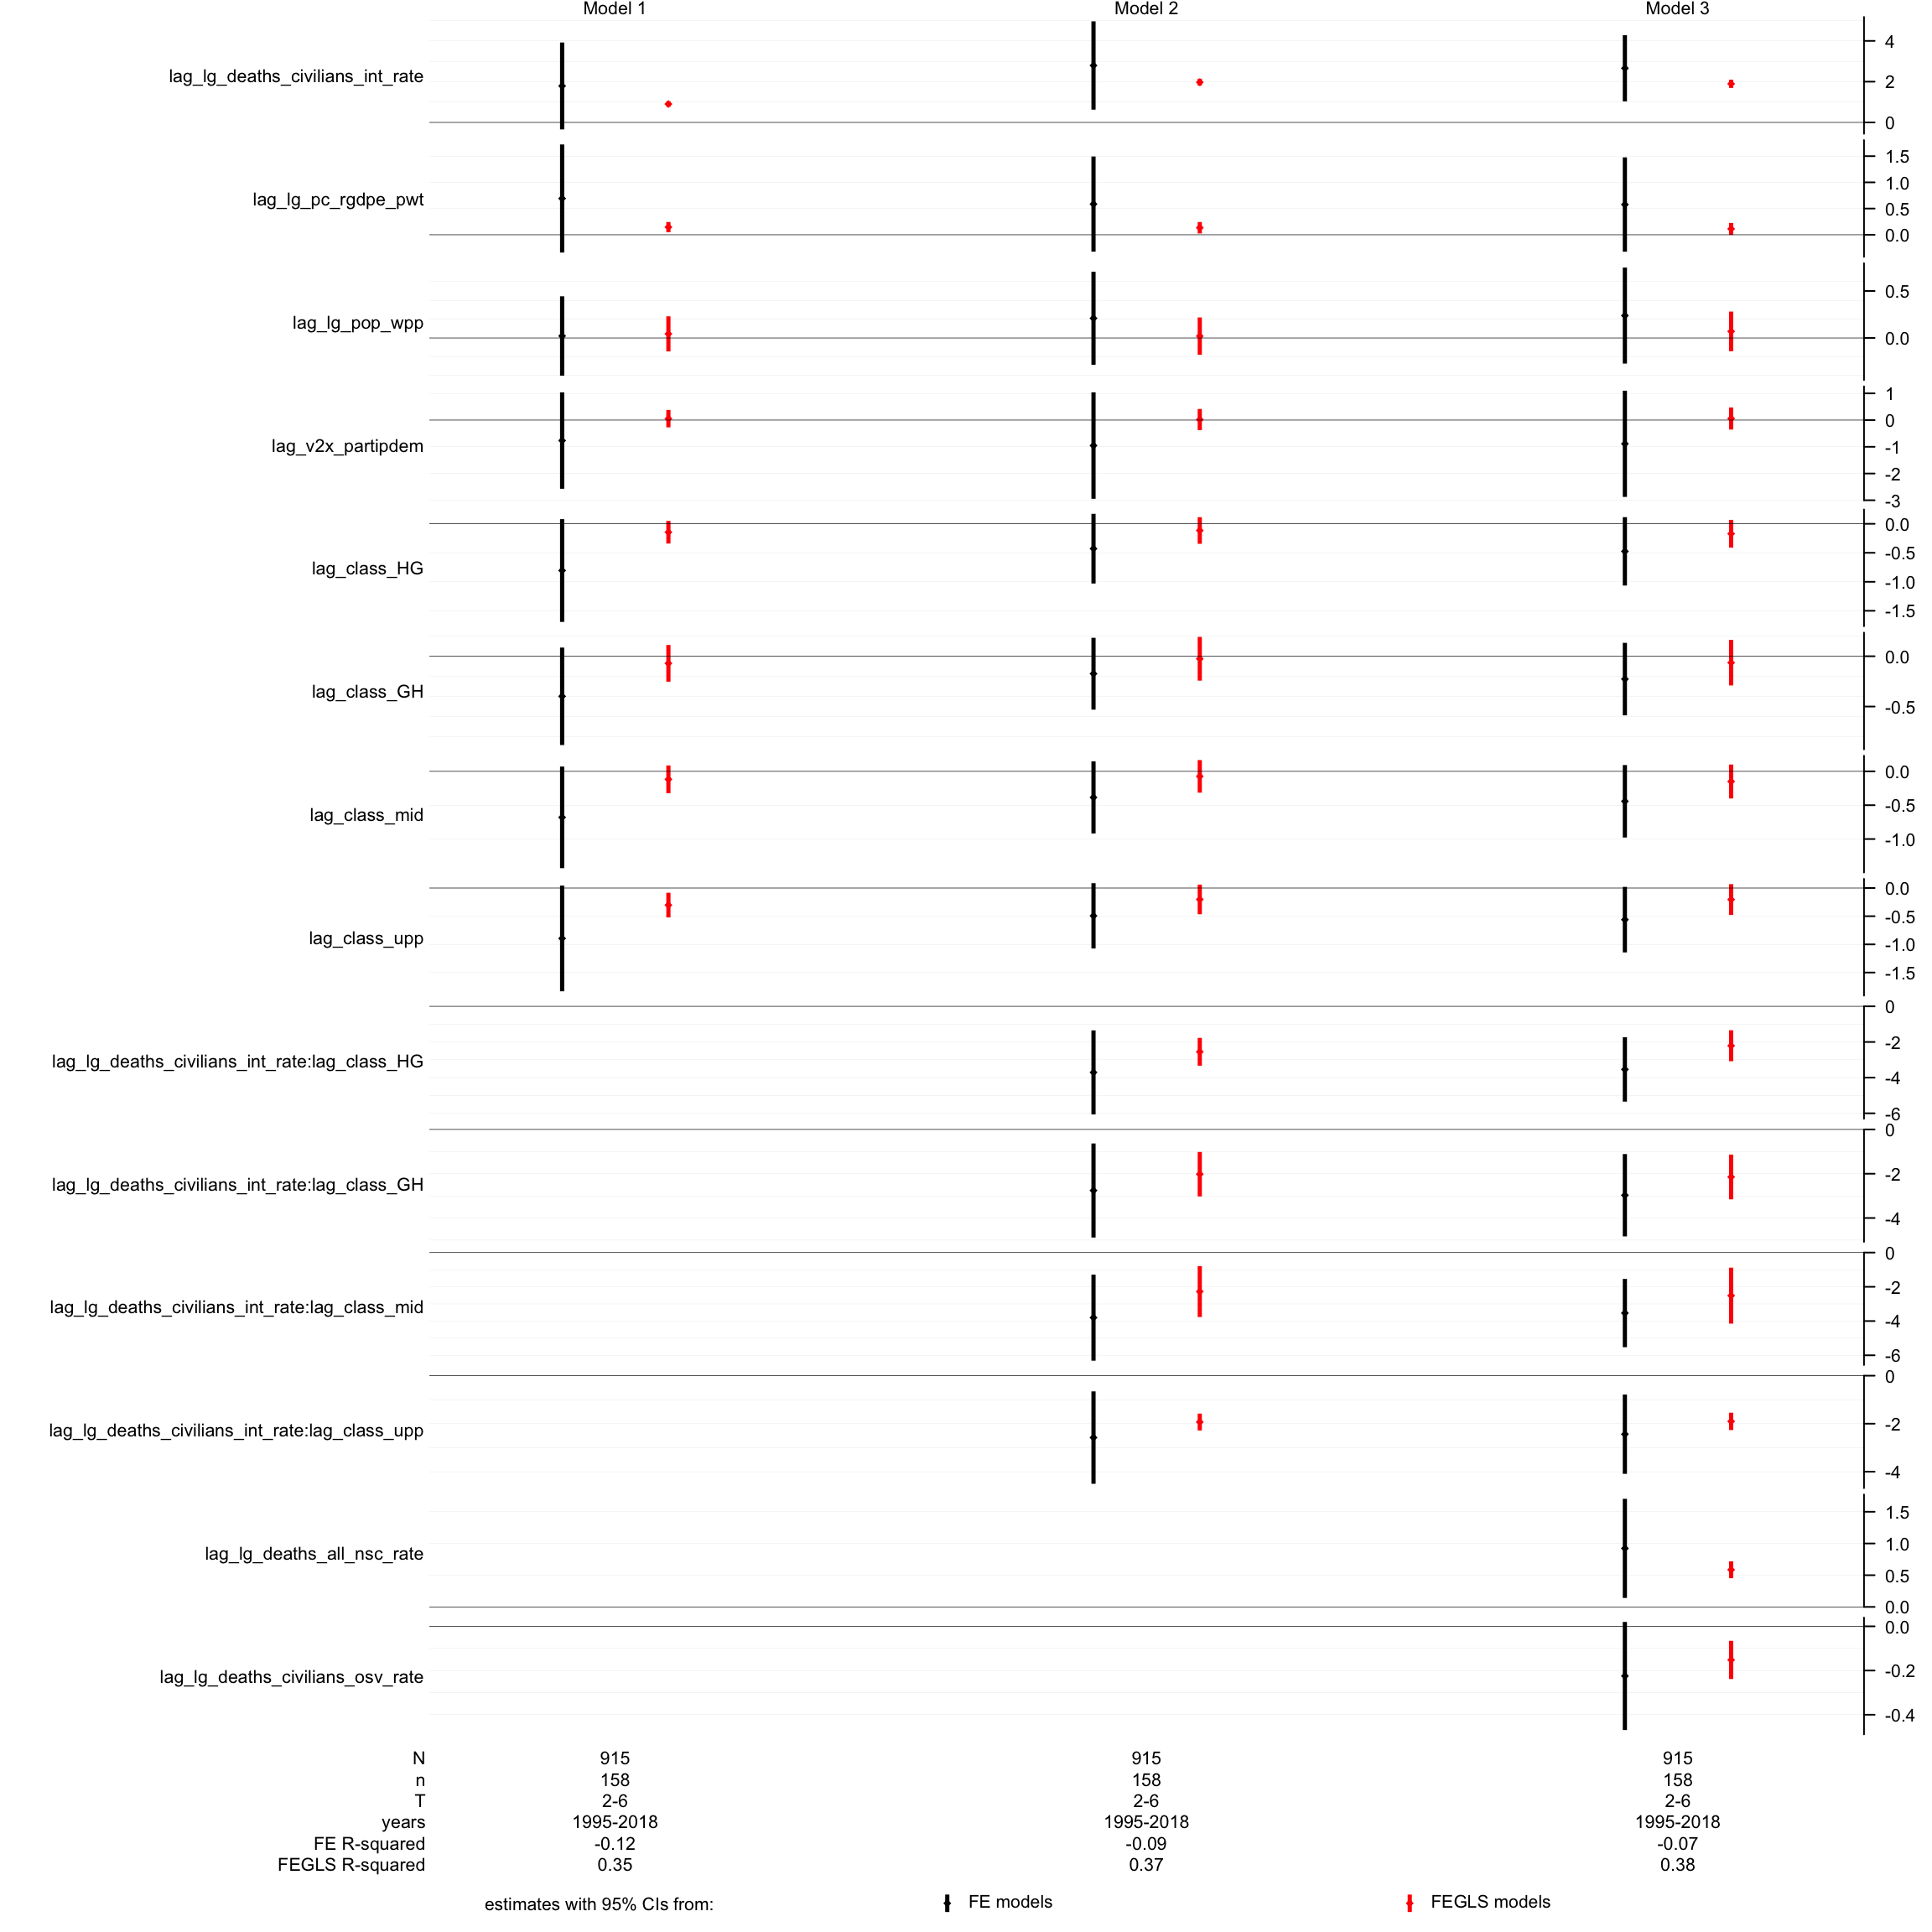 Model 1 Model 2 Model 3
lag_lg_deaths_civilians_int_rate
4
2
0
lag_lg_pc_rgdpe_pwt
1.5
1.0
0.5
0.0
lag_lg_pop_wpp
0.5
0.0
lag_v2x_partipdem
1
0
-1
-2
-3
lag_class_HG
0.0
-0.5
-1.0
-1.5
lag_class_GH
0.0
-0.5
lag_class_mid
0.0
-0.5
-1.0
lag_class_upp
0.0
-0.5
-1.0
-1.5
lag_lg_deaths_civilians_int_rate:lag_class_HG
0
-2
-4
-6
lag_lg_deaths_civilians_int_rate:lag_class_GH
0
-2
-4
lag_lg_deaths_civilians_int_rate:lag_class_mid
0
-2
-4
-6
lag_lg_deaths_civilians_int_rate:lag_class_upp
0
-2
-4
lag_lg_deaths_all_nsc_rate
1.5
1.0
0.5
0.0
lag_lg_deaths_civilians_osv_rate
0.0
-0.2
-0.4
N 915 915 915
n 158 158 158
T 2-6 2-6 2-6
years 1995-2018 1995-2018 1995-2018
FE R-squared -0.12 -0.09 -0.07
FEGLS R-squared 0.35 0.37 0.38
estimates with 95% CIs from: FE models FEGLS models